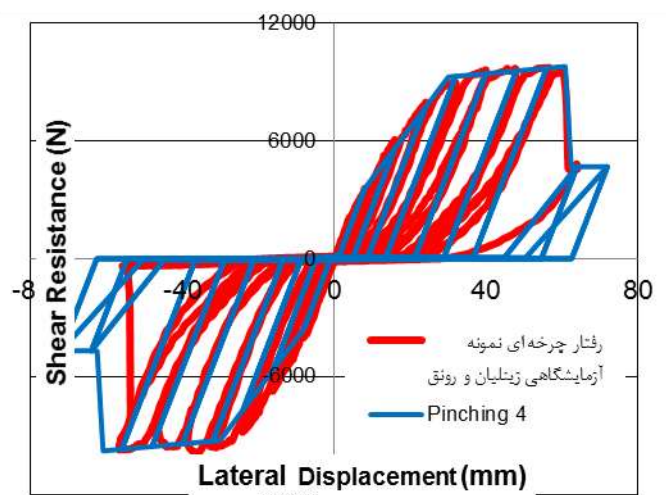 12000
6000
0
-6000
-8
-40
0
40
80
Shear Resistance (N)
Lateral Displacement (mm)
رفتار چرخه‌ای نمونه
آزمایشگاهی زینلیان و رونق
Pinching 4